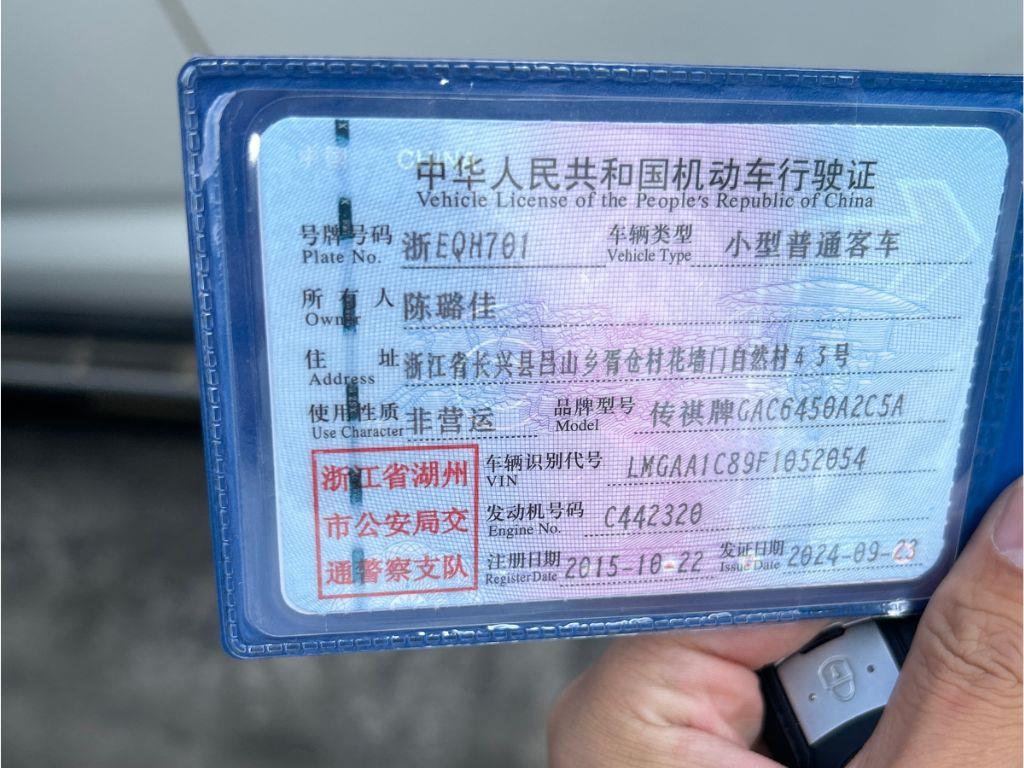 中华人民共和国机动车行驶证
Vehicle License of the People's Republic of China
号牌号码 浙EQH701 车辆类型 小型普通客车
Plate No. Vehicle Type
所有人 陈璐佳
Owner
住址 浙江省长兴县吕山乡胥仓村花墙门自然村43号
Address
使用性质 非营运 品牌型号 传祺牌GAC6450A2C5A
Use Character Model
浙江省湖州
市公安局交
通警察支队
车辆识别代号 LMGAA1C89F1052054
VIN
发动机号码 C442320
Engine No.
注册日期 2015-10-22 发证日期 2024-09-23
Register Date Issue Date